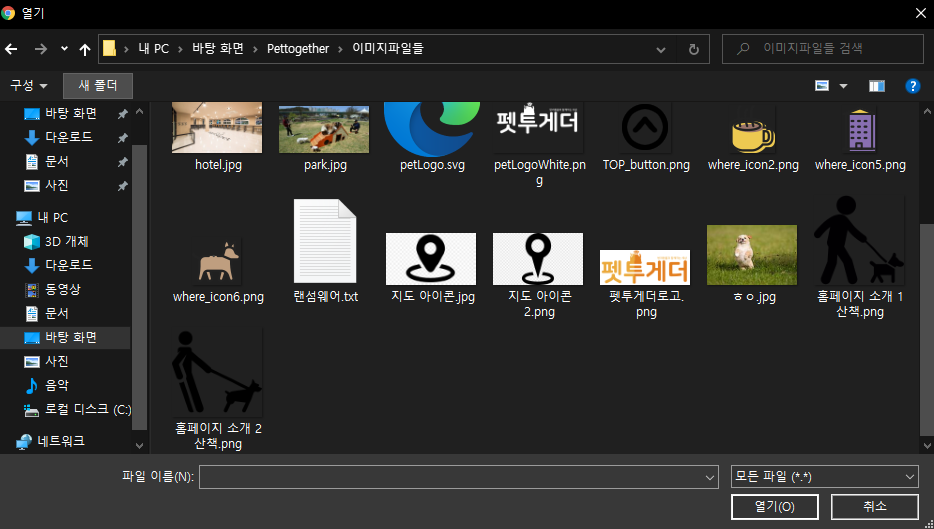 열기
내 PC
바탕 화면
Pettogether
이미지파일들
이미지파일들 검색
구성
새 폴더
바탕 화면
다운로드
문서
사진
내 PC
3D 개체
다운로드
동영상
문서
바탕 화면
사진
음악
로컬 디스크 (C:)
네트워크
hotel.jpg
park.jpg
petLogo.svg
펫투게더
petLogoWhite.pn
g
TOP_button.png
where_icon2.png
where_icon5.png
where_icon6.png
랜섬웨어.txt
지도 아이콘.jpg
지도 아이콘
2.png
펫투게더
펫투게더로고.
png
ㅎㅇ.jpg
홈페이지 소개 1
산책.png
홈페이지 소개 2
산책.png
파일 이름(N):
모든 파일 (*.*)
열기(O)
취소